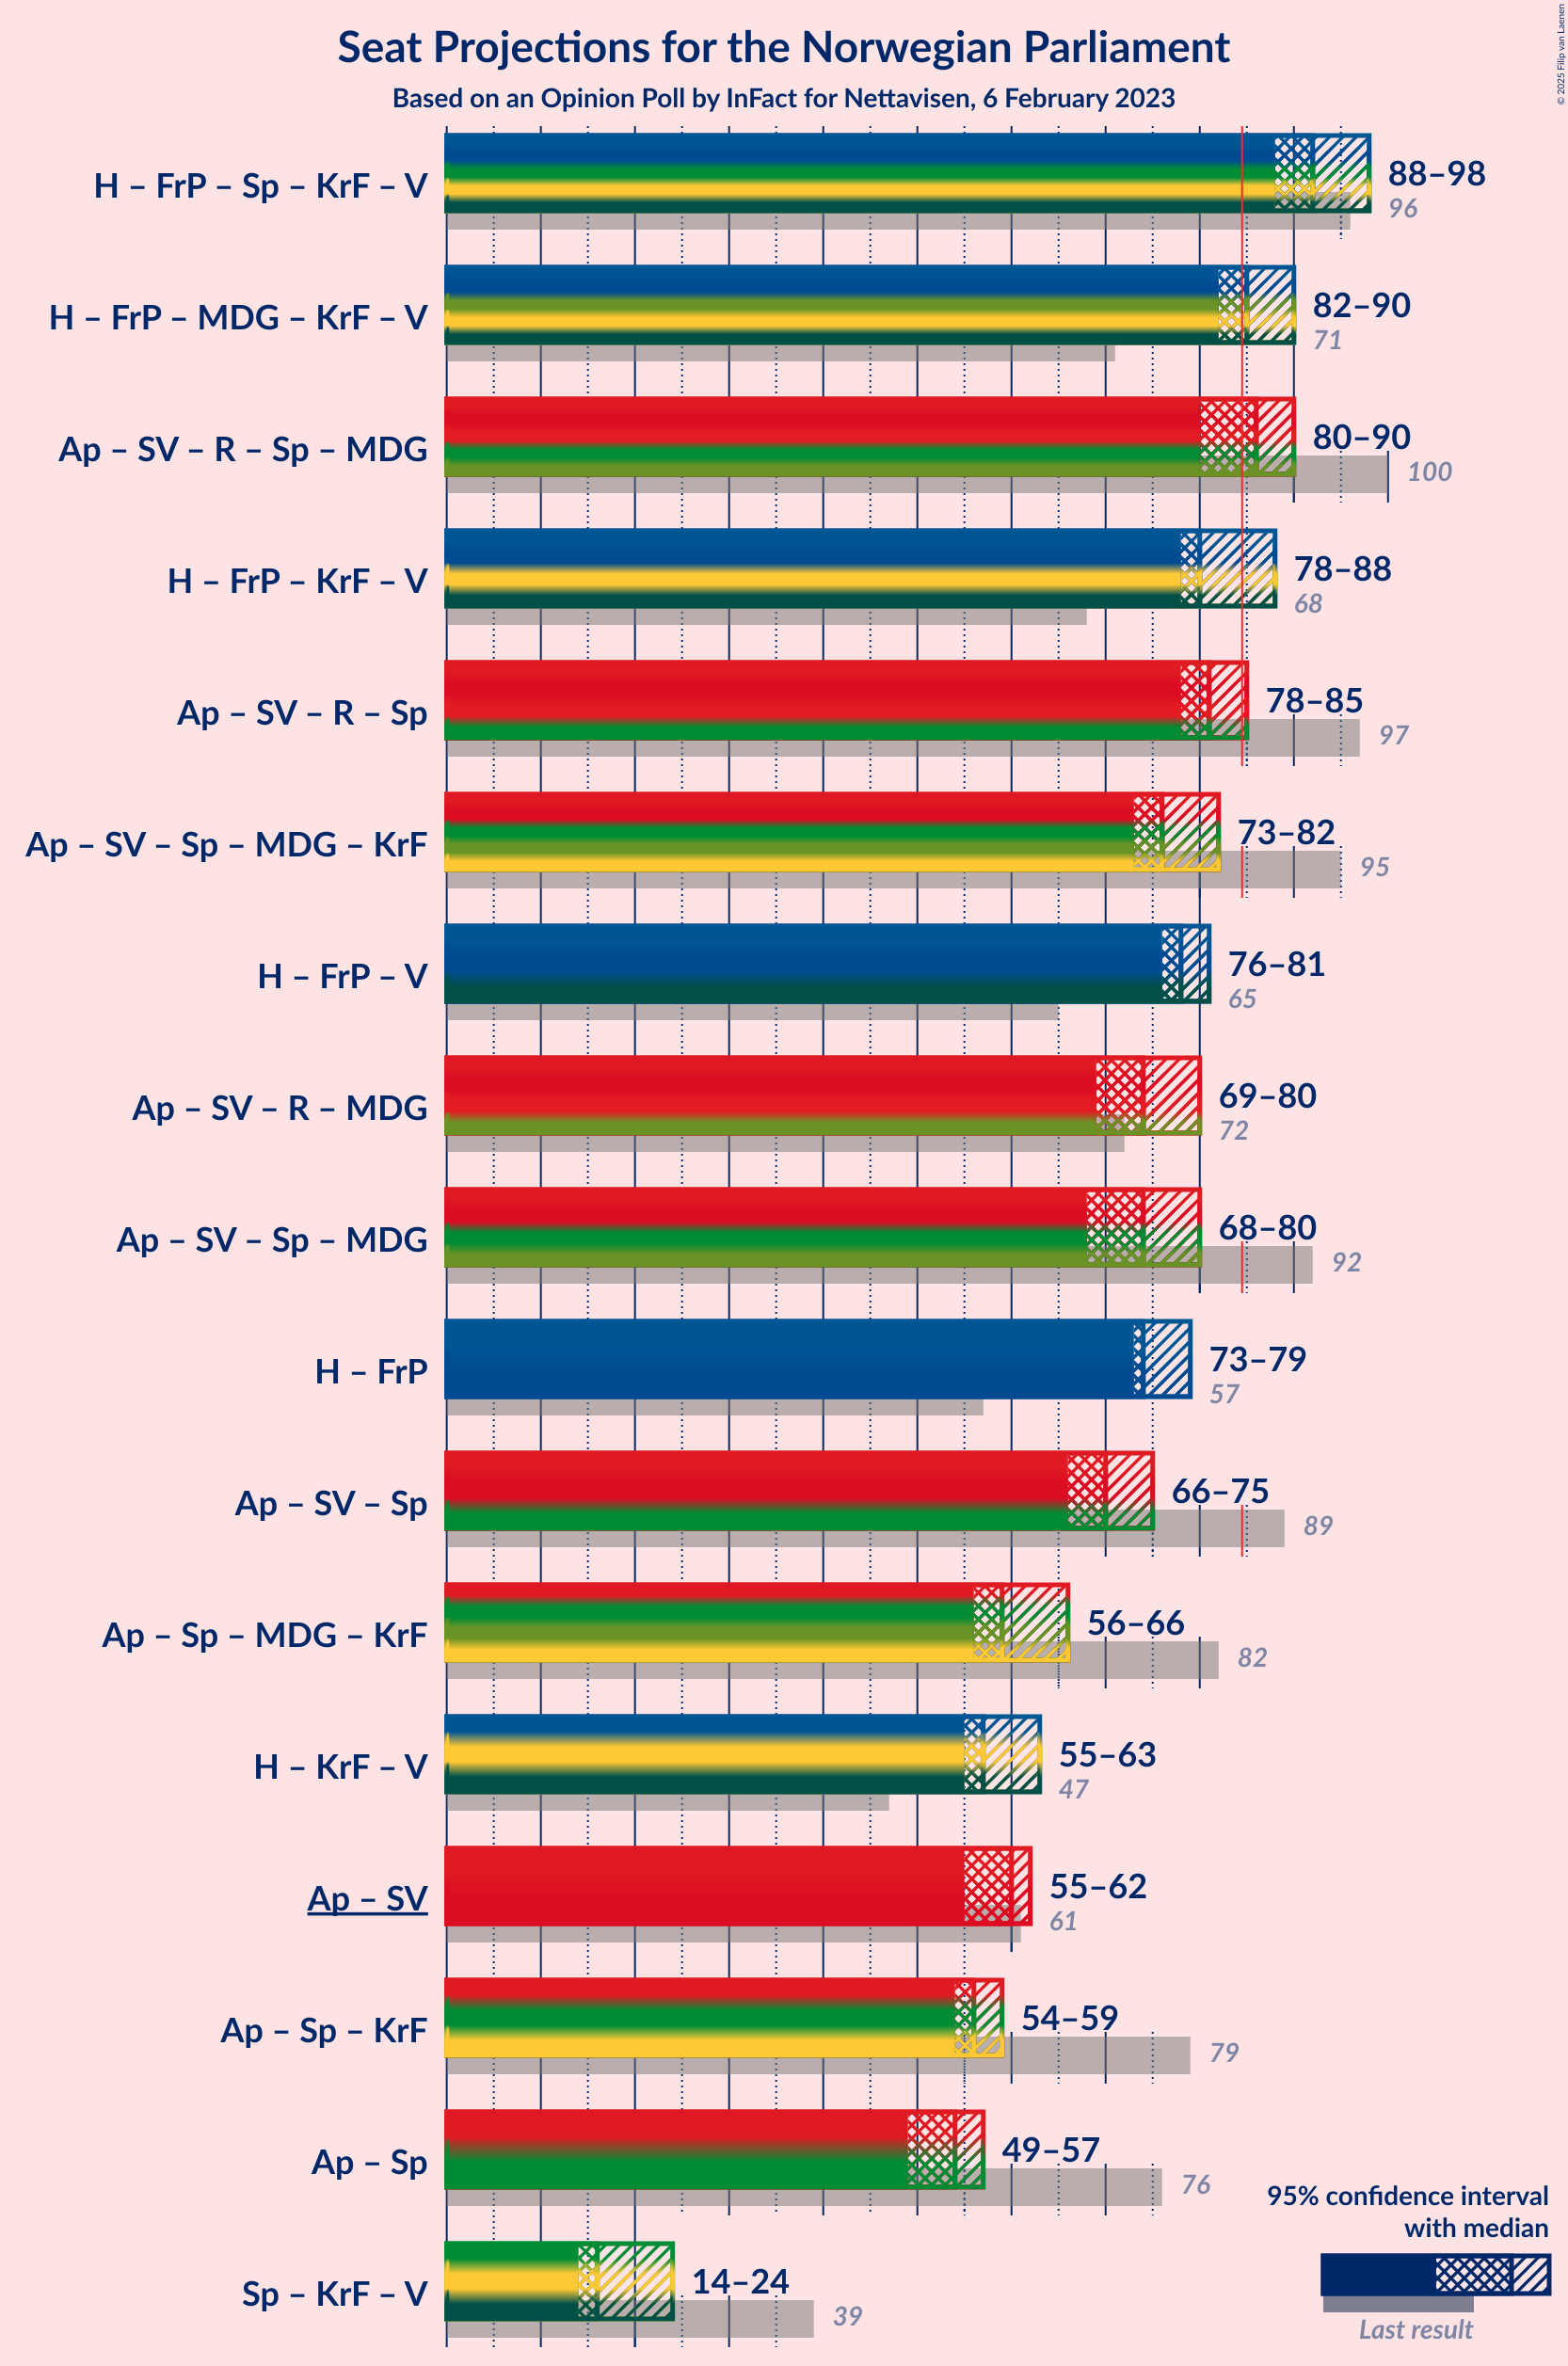 Seat Projections for the Norwegian Parliament
Based on an Opinion Poll by InFact for Nettavisen, 6 February 2023
© 2025 Filip van Laenen
H – FrP – Sp – KrF – V
88–98
96
H – FrP – MDG – KrF – V
82–90
71
Ap – SV – R – Sp – MDG
80–90
100
H – FrP – KrF – V
78–88
68
Ap – SV – R – Sp
78–85
97
Ap – SV – Sp – MDG – KrF
73–82
95
H – FrP – V
76–81
65
Ap – SV – R – MDG
69–80
72
Ap – SV – Sp – MDG
68–80
92
H – FrP
73–79
57
Ap – SV – Sp
66–75
89
Ap – Sp – MDG – KrF
56–66
82
H – KrF – V
55–63
47
Ap – SV
55–62
61
Ap – Sp – KrF
54–59
79
Ap – Sp
49–57
76
Sp – KrF – V
14–24
39
95% confidence interval
with median
Last result